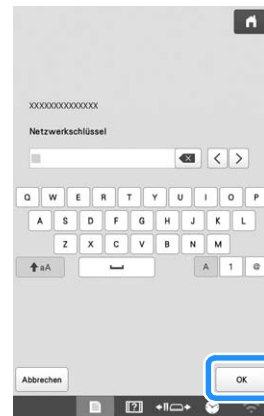 XXXXXXXXXXXXXX
Netzwerkschlüssel
Q W E R T Y U I O P
A S D F G H J K L
Z X C V B N M
aA A 1 @
Abbrechen OK
[?]